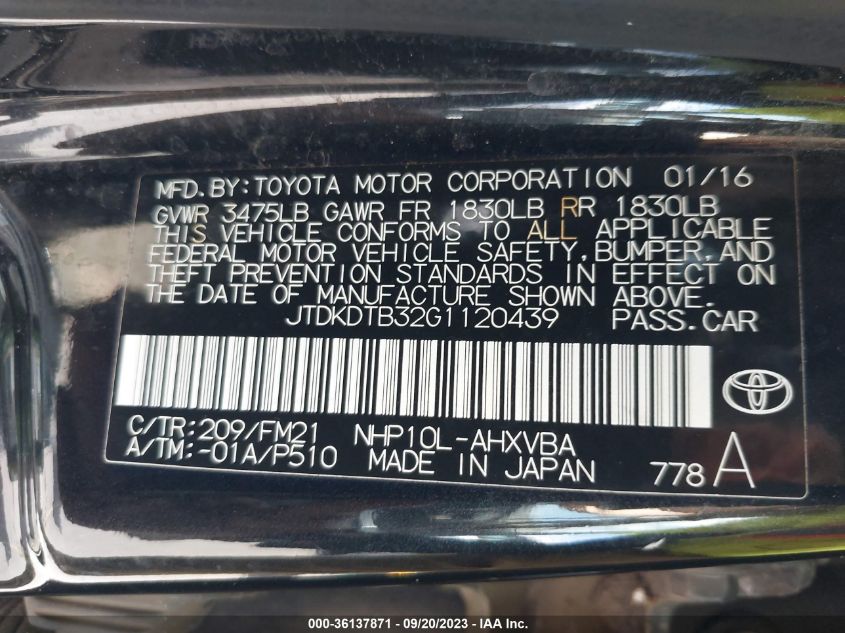 MFD.BY:TOYOTA MOTOR CORPORATION 01/16
GVWR 3475LB GAWR FR 1830LB RR 1830LB
THIS VEHICLE CONFORMS TO ALL APPLICABLE
FEDERAL MOTOR VEHICLE SAFETY,BUMPER,AND
THEFT PREVENTION STANDARDS IN EFFECT ON
THE DATE OF MANUFACTURE SHOWN ABOVE.
JTDKDTB32G1120439 PASS.CAR
C/TR:209/FM21 NHP10L-AHXVBA
A/TM:-01A/P510 MADE IN JAPAN 778A
000-36137871 - 09/20/2023 - IAA Inc.